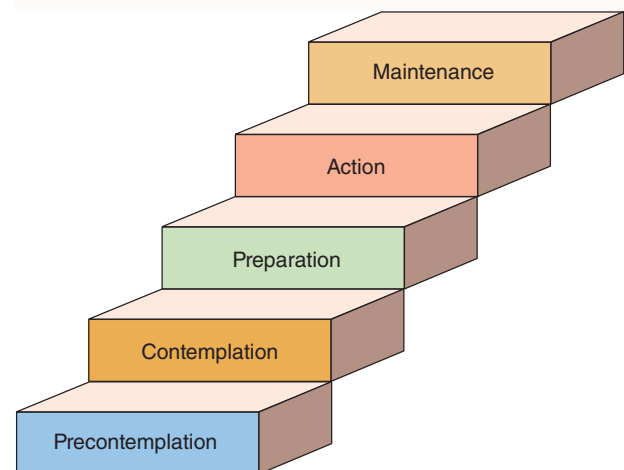 Maintenance
Action
Preparation
Contemplation
Precontemplation